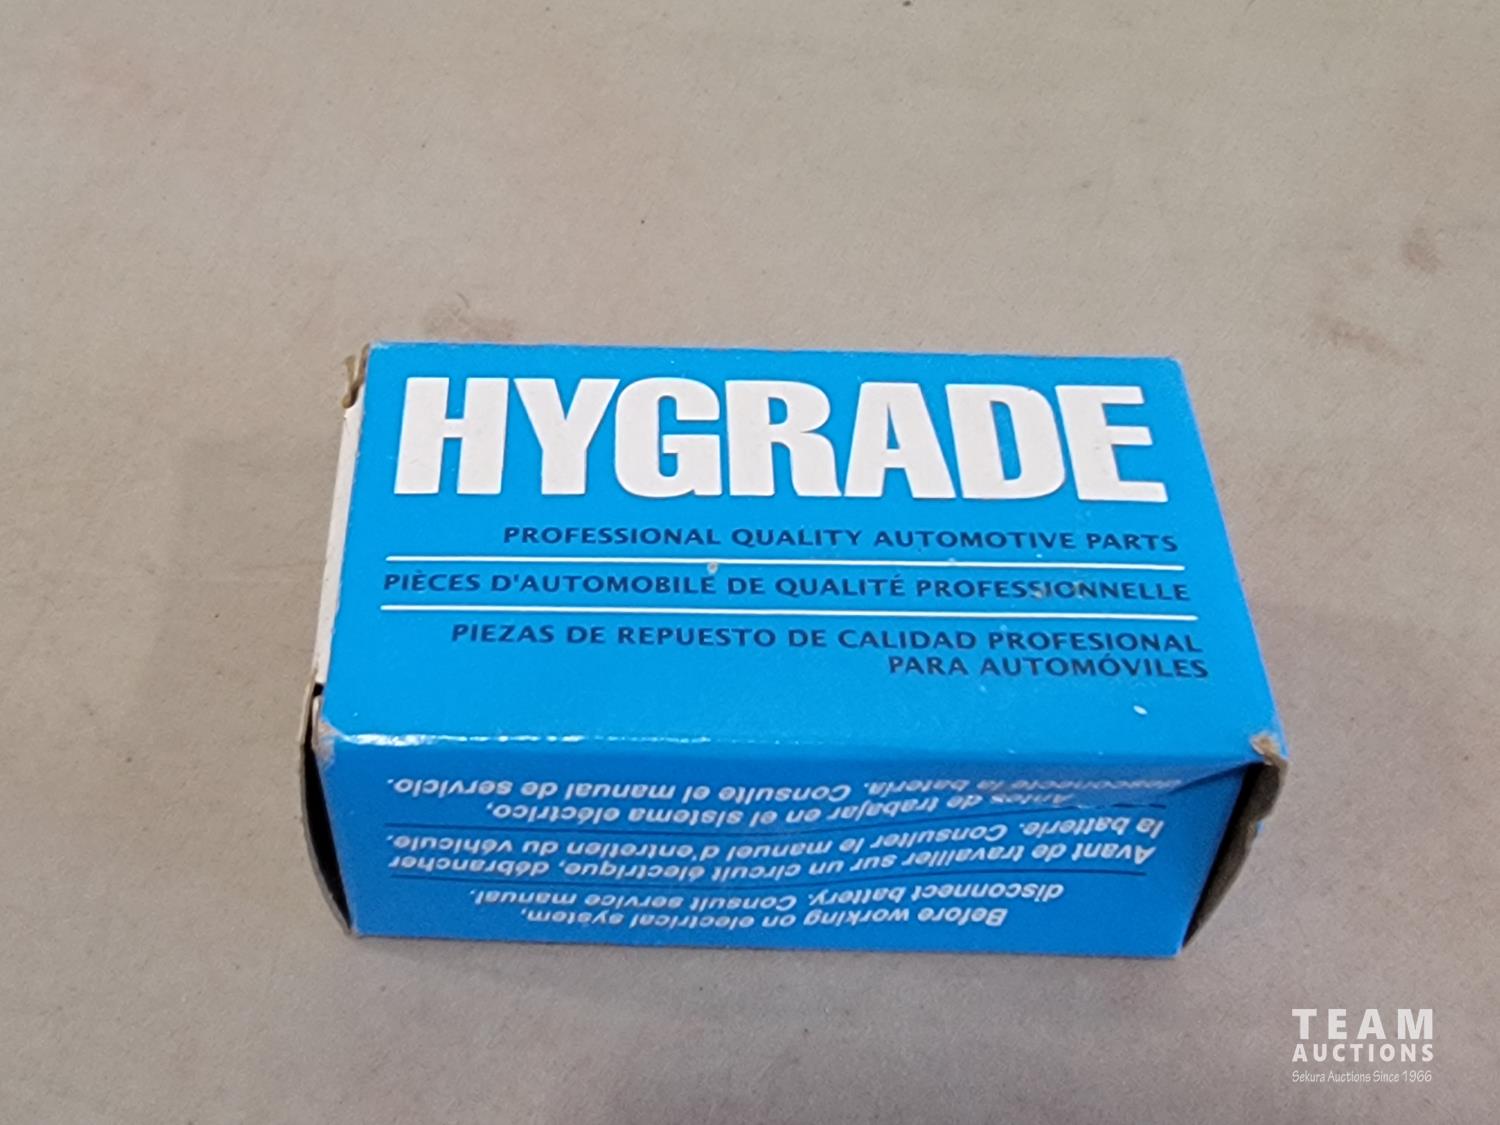 HYGRADE
PROFESSIONAL QUALITY AUTOMOTIVE PARTS
PIÈCES D'AUTOMOBILE DE QUALITÉ PROFESSIONNELLE
PIEZAS DE REPUESTO DE CALIDAD PROFESIONAL
PARA AUTOMÓVILES
Before working on electrical system,
disconnect battery. Consult service manual.
Avant de travailler sur un circuit électrique, débrancher
la batterie. Consulter le manuel d'entretien du véhicule.
Antes de trabajar en el sistema eléctrico,
desconecte la batería. Consulte el manual de servicio.
TEAM
AUCTIONS
Sekura Auctions Since 1966